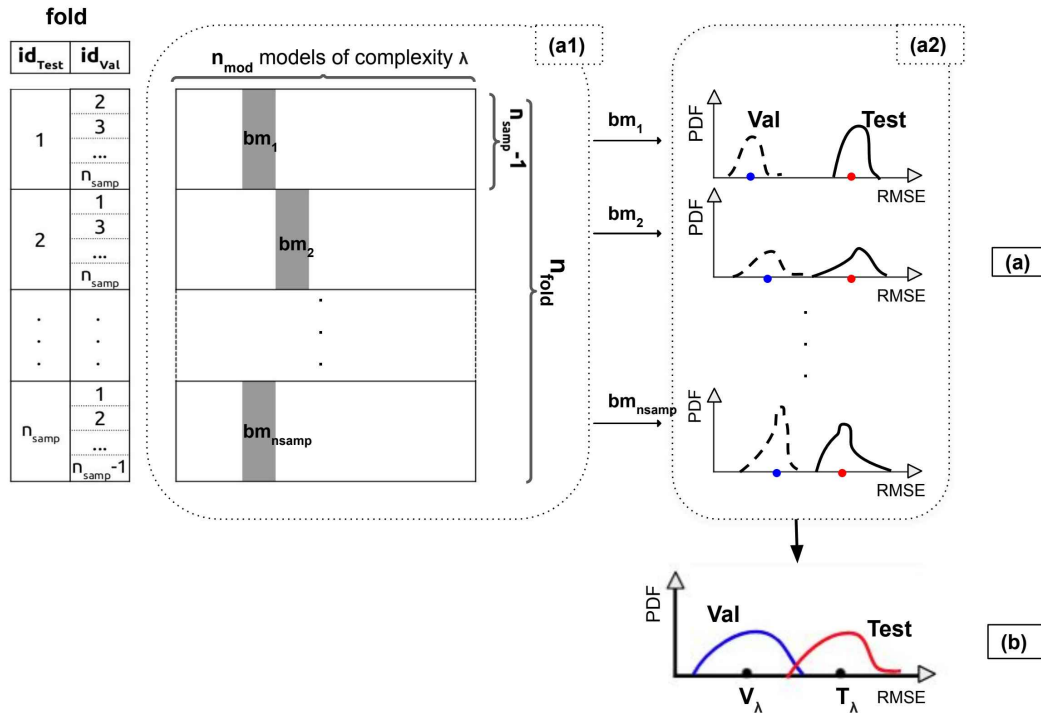 fold
id_Test id_Val
1
2
3
...
n_samp
2
1
3
...
n_samp
. .
. .
. .
n_samp
1
2
...
n_samp-1
(a1)
n_mod models of complexity λ
bm_1
n_samp-1
bm_2
n_fold
.
.
.
bm_nsamp
bm_1
bm_2
bm_nsamp
(a2)
PDF
Val
Test
RMSE
PDF
RMSE
.
.
.
PDF
RMSE
(a)
PDF
Val
Test
V_λ
T_λ
RMSE
(b)